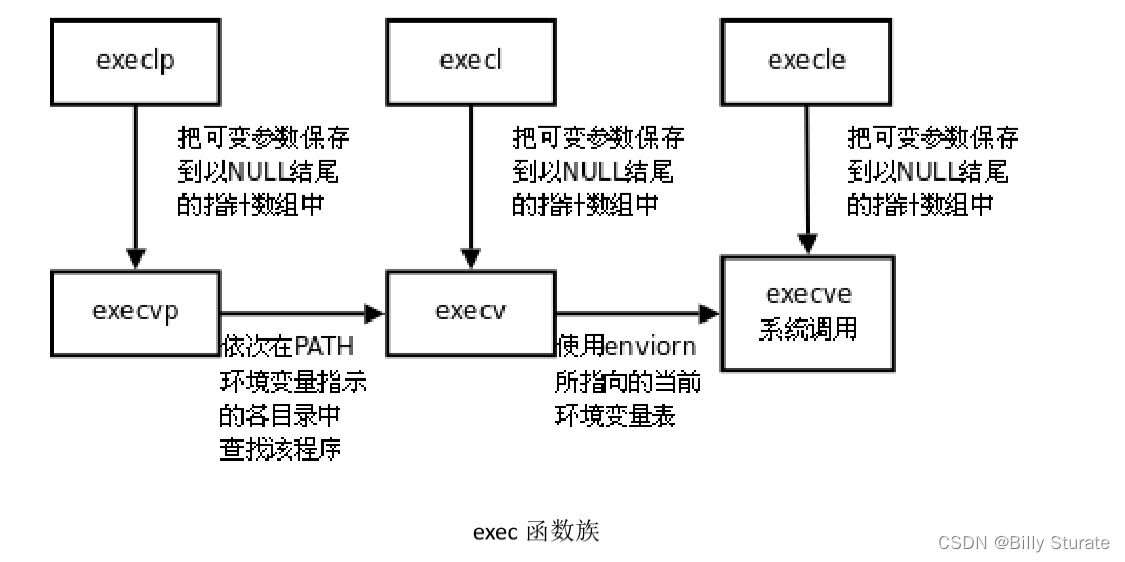 execlp
execl
execle
把可变参数保存
到以NULL结尾
的指针数组中
把可变参数保存
到以NULL结尾
的指针数组中
把可变参数保存
到以NULL结尾
的指针数组中
execvp
execv
execve
系统调用
依次在PATH
环境变量指示
的各目录中
查找该程序
使用enviorn
所指向的当前
环境变量表
exec 函数族
CSDN @Billy Sturate